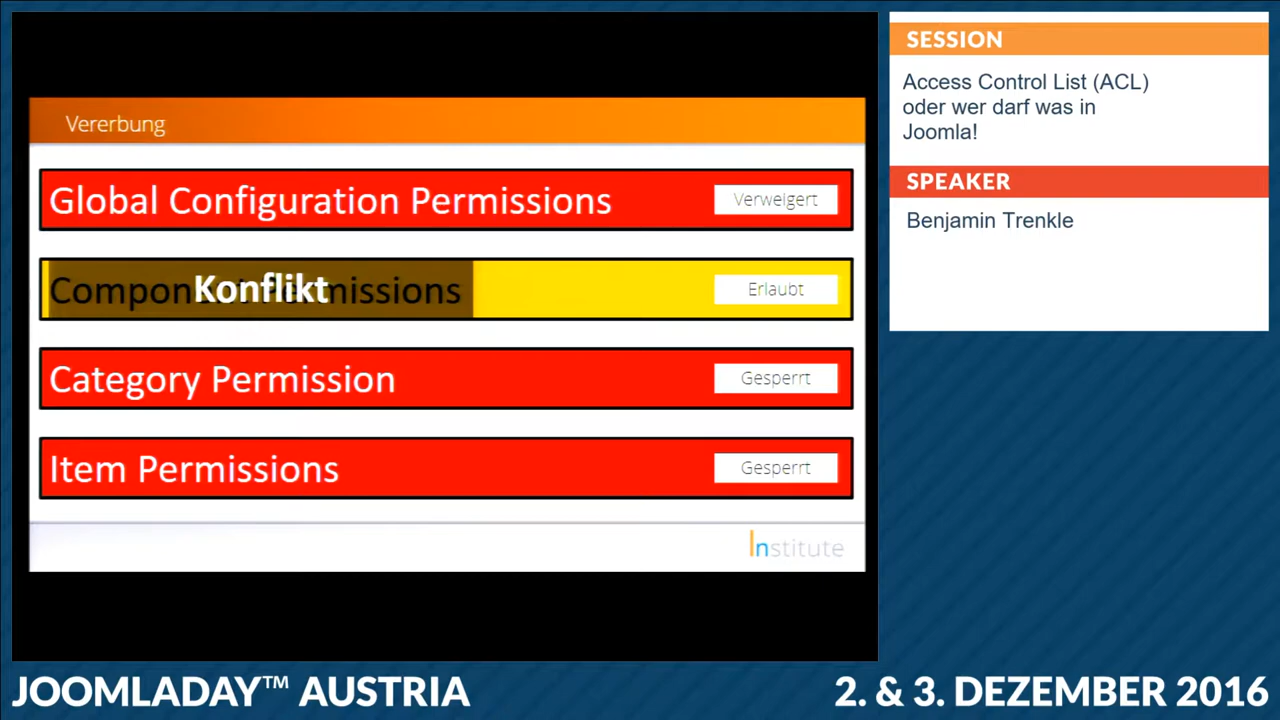 Vererbung
Global Configuration Permissions
Verweigert
Konflikt
Erlaubt
Category Permission
Gesperrt
Item Permissions
Gesperrt
Institute
SESSION
Access Control List (ACL)
oder wer darf was in
Joomla!
SPEAKER
Benjamin Trenkle
JOOMLADAY™ AUSTRIA
2. & 3. DEZEMBER 2016